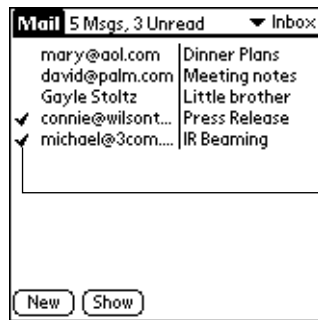 Mail 5 Msgs, 3 Unread Inbox
mary@aol.com Dinner Plans
david@palm.com Meeting notes
Gayle Stoltz Little brother
connie@wilsont... Press Release
michael@3com.... IR Beaming
New Show